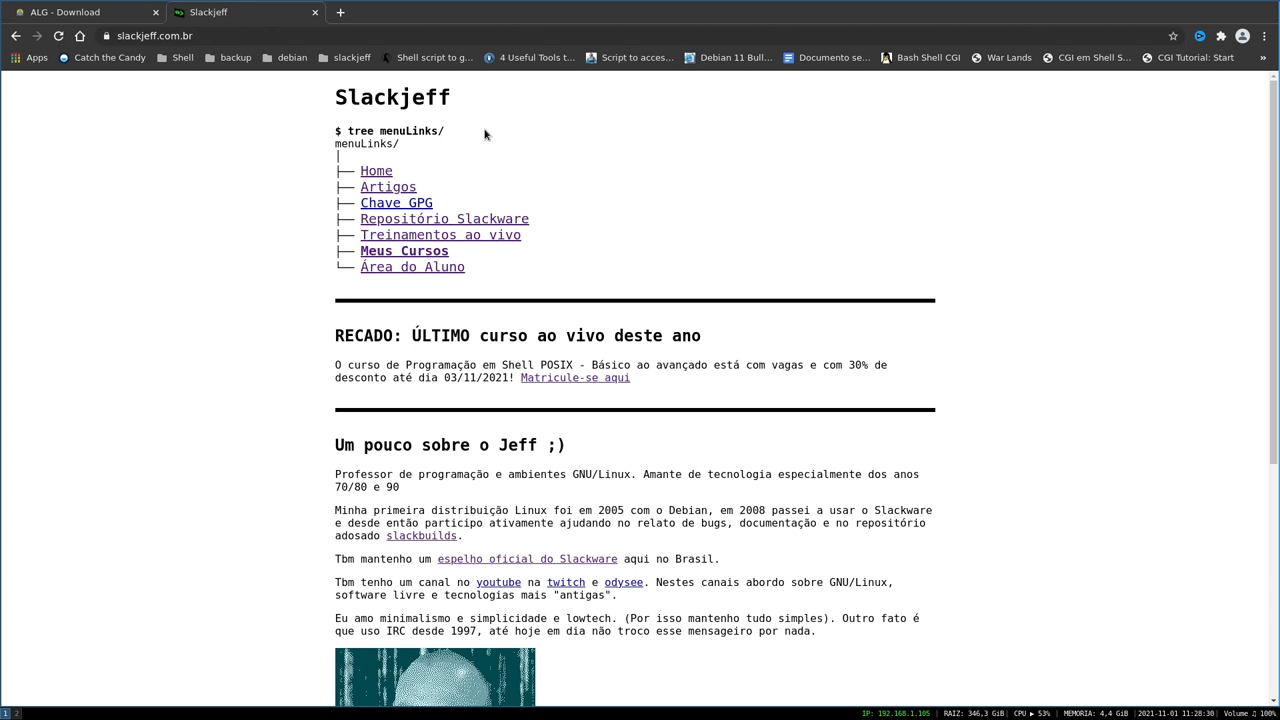 ALG - Download
Slackjeff
slackjeff.com.br
Apps
Catch the Candy
Shell
backup
debian
slackjeff
Shell script to g...
4 Useful Tools t...
Script to acces...
Debian 11 Bull...
Documento se...
Bash Shell CGI
War Lands
CGI em Shell S...
CGI Tutorial: Start
»
Slackjeff
$ tree menuLinks/
menuLinks/
│
├── Home
├── Artigos
├── Chave GPG
├── Repositório Slackware
├── Treinamentos ao vivo
├── Meus Cursos
└── Área do Aluno
RECADO: ÚLTIMO curso ao vivo deste ano
O curso de Programação em Shell POSIX - Básico ao avançado está com vagas e com 30% de
desconto até dia 03/11/2021! Matricule-se aqui
Um pouco sobre o Jeff ;)
Professor de programação e ambientes GNU/Linux. Amante de tecnologia especialmente dos anos
70/80 e 90
Minha primeira distribuição Linux foi em 2005 com o Debian, em 2008 passei a usar o Slackware
e desde então participo ativamente ajudando no relato de bugs, documentação e no repositório
adosado slackbuilds.
Tbm mantenho um espelho oficial do Slackware aqui no Brasil.
Tbm tenho um canal no youtube na twitch e odysee. Nestes canais abordo sobre GNU/Linux,
software livre e tecnologias mais "antigas".
Eu amo minimalismo e simplicidade e lowtech. (Por isso mantenho tudo simples). Outro fato é
que uso IRC desde 1997, até hoje em dia não troco esse mensageiro por nada.
1 2
IP: 192.168.1.105 | RAIZ: 346,3 GiB| CPU ▶ 53% | MEMORIA: 4,4 GiB |2021-11-01 11:28:30| Volume ♫ 100%